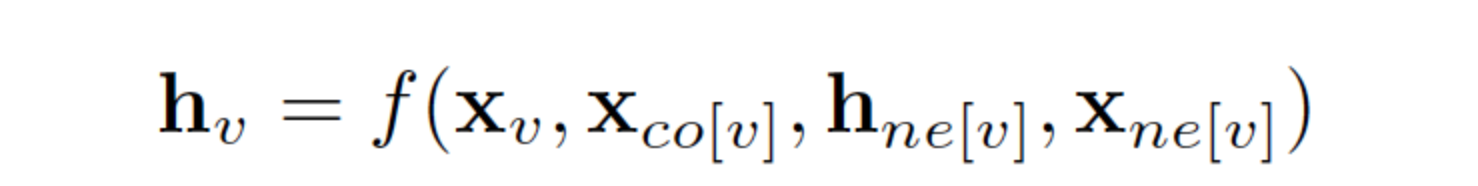 h_v = f(x_v, x_{co[v]}, h_{ne[v]}, x_{ne[v]})